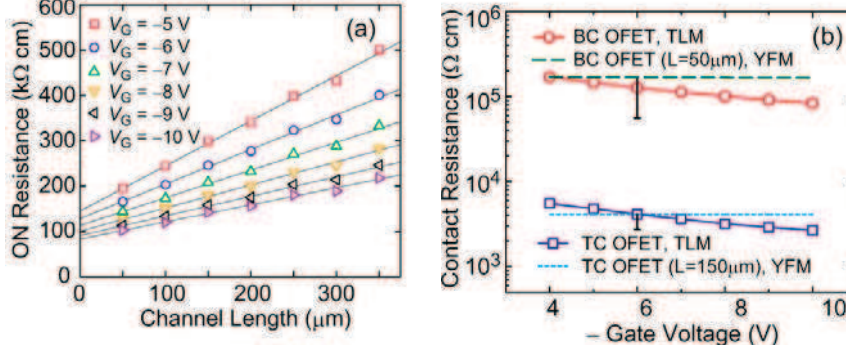 (a)
ON Resistance (kΩ cm)
600
500
400
300
200
100
0
V_G = −5 V
V_G = −6 V
V_G = −7 V
V_G = −8 V
V_G = −9 V
V_G = −10 V
0 100 200 300
Channel Length (μm)
(b)
Contact Resistance (Ω cm)
10^6
10^5
10^4
10^3
BC OFET, TLM
BC OFET (L=50μm), YFM
TC OFET, TLM
TC OFET (L=150μm), YFM
4 6 8 10
− Gate Voltage (V)